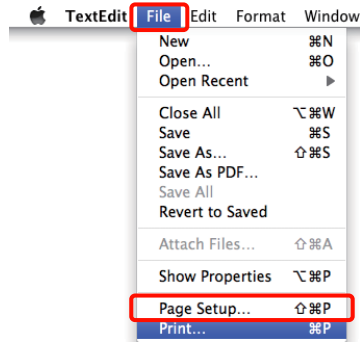 TextEdit File Edit Format Window
New ⌘N
Open... ⌘O
Open Recent ▶
Close All ⌥⌘W
Save ⌘S
Save As... ⇧⌘S
Save As PDF...
Save All
Revert to Saved
Attach Files... ⇧⌘A
Show Properties ⌥⌘P
Page Setup... ⇧⌘P
Print... ⌘P